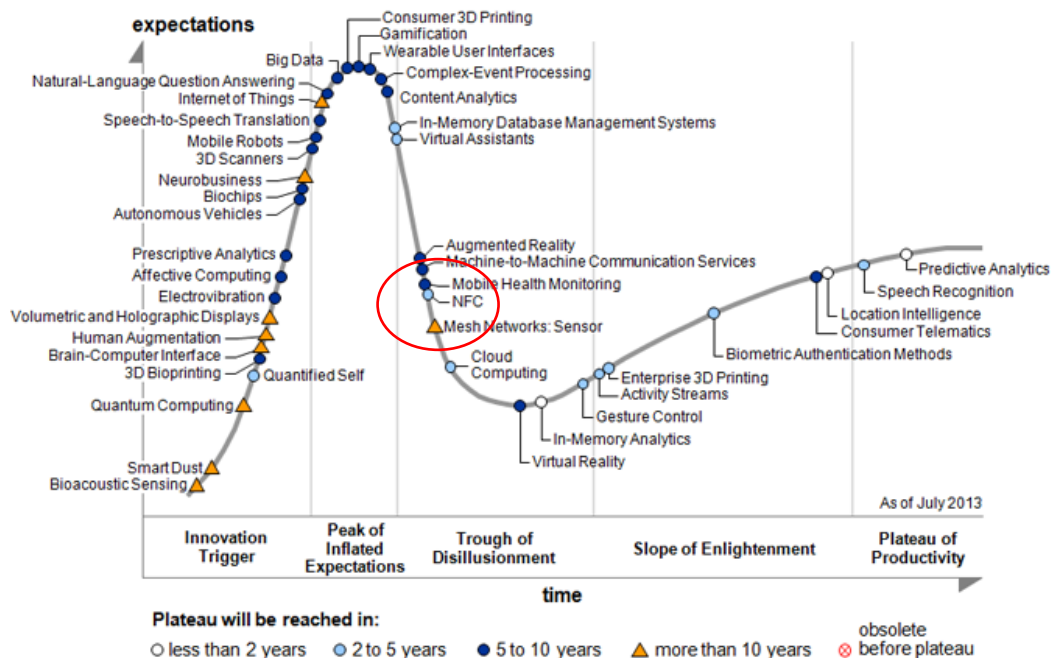 expectations
Consumer 3D Printing
Gamification
Wearable User Interfaces
Big Data
Complex-Event Processing
Natural-Language Question Answering
Internet of Things
Content Analytics
Speech-to-Speech Translation
In-Memory Database Management Systems
Mobile Robots
Virtual Assistants
3D Scanners
Neurobusiness
Biochips
Autonomous Vehicles
Augmented Reality
Prescriptive Analytics
Machine-to-Machine Communication Services
Affective Computing
Mobile Health Monitoring
Electrovibration
NFC
Volumetric and Holographic Displays
Mesh Networks: Sensor
Human Augmentation
Brain-Computer Interface
3D Bioprinting
Quantified Self
Cloud
Computing
Quantum Computing
Smart Dust
Bioacoustic Sensing
Predictive Analytics
Speech Recognition
Location Intelligence
Consumer Telematics
Biometric Authentication Methods
Enterprise 3D Printing
Activity Streams
Gesture Control
In-Memory Analytics
Virtual Reality
As of July 2013
Innovation
Trigger
Peak of
Inflated
Expectations
Trough of
Disillusionment
Slope of Enlightenment
Plateau of
Productivity
time
Plateau will be reached in:
less than 2 years
2 to 5 years
5 to 10 years
more than 10 years
obsolete
before plateau